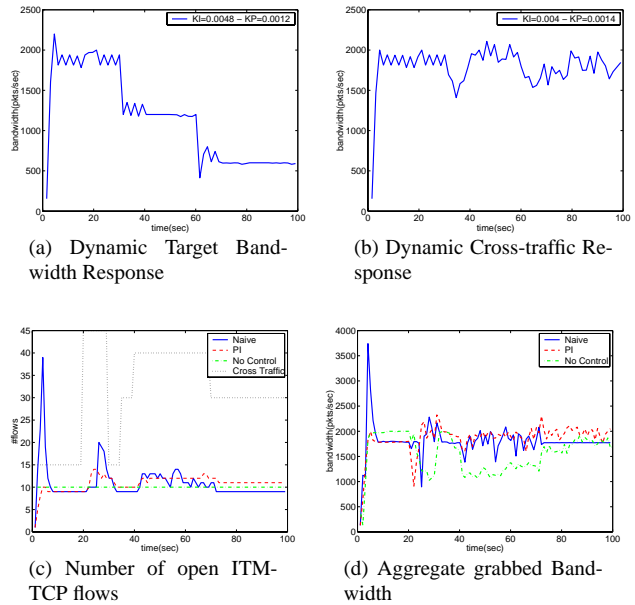 KI=0.0048 − KP=0.0012
bandwidth(pkts/sec)
2500
2000
1500
1000
500
0
0 20 40 60 80 100
time(sec)
(a) Dynamic Target Band-
width Response
KI=0.004 − KP=0.0014
bandwidth(pkts/sec)
2500
2000
1500
1000
500
0
0 20 40 60 80 100
time(sec)
(b) Dynamic Cross-traffic Re-
sponse
Naive
PI
No Control
Cross Traffic
#flows
45
40
35
30
25
20
15
10
5
0
0 20 40 60 80 100
time(sec)
(c) Number of open ITM-
TCP flows
Naive
PI
No Control
bandwidth(pkts/sec)
4000
3500
3000
2500
2000
1500
1000
500
0
0 20 40 60 80 100
time(sec)
(d) Aggregate grabbed Band-
width